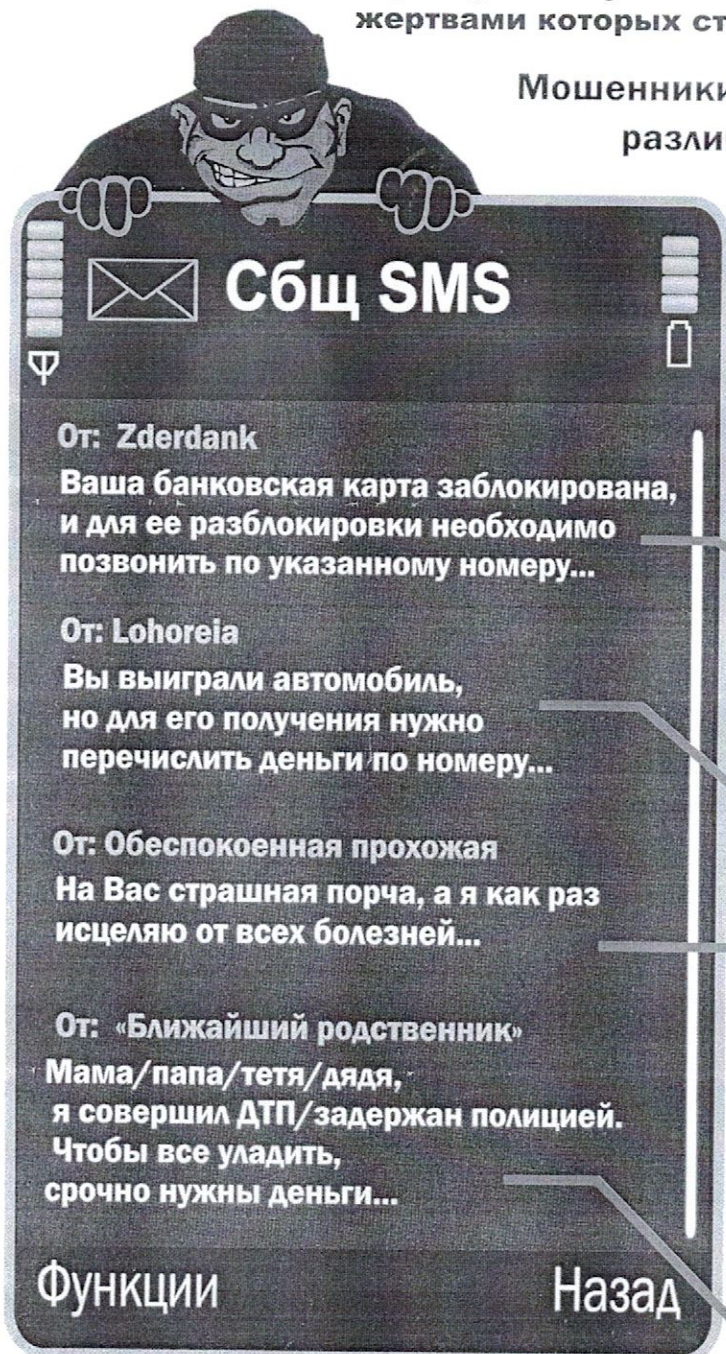 жертвами которых ст
Мошенники
разли
Сбщ SMS
От: Zderdank
Ваша банковская карта заблокирована,
и для ее разблокировки необходимо
позвонить по указанному номеру...
От: Lohoreia
Вы выиграли автомобиль,
но для его получения нужно
перечислить деньги по номеру...
От: Обеспокоенная прохожая
На Вас страшная порча, а я как раз
исцеляю от всех болезней...
От: «Ближайший родственник»
Мама/папа/тетя/дядя,
я совершил ДТП/задержан полицией.
Чтобы все уладить,
срочно нужны деньги...
Функции Назад